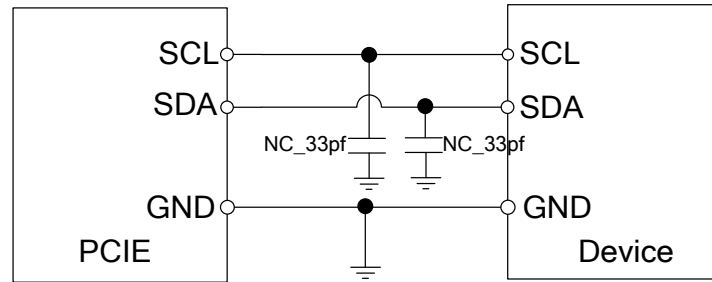 SCL SCL
SDA SDA
NC_33pf NC_33pf
GND GND
PCIE Device